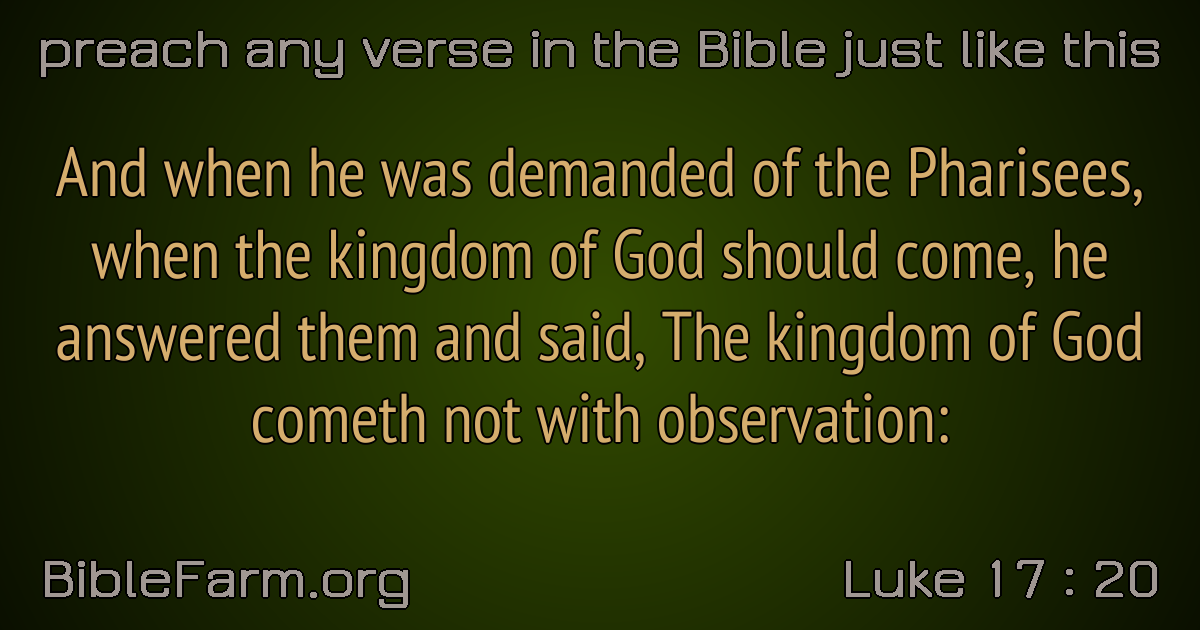 preach any verse in the Bible just like this
And when he was demanded of the Pharisees,
when the kingdom of God should come, he
answered them and said, The kingdom of God
cometh not with observation:
BibleFarm.org
Luke 17 : 20